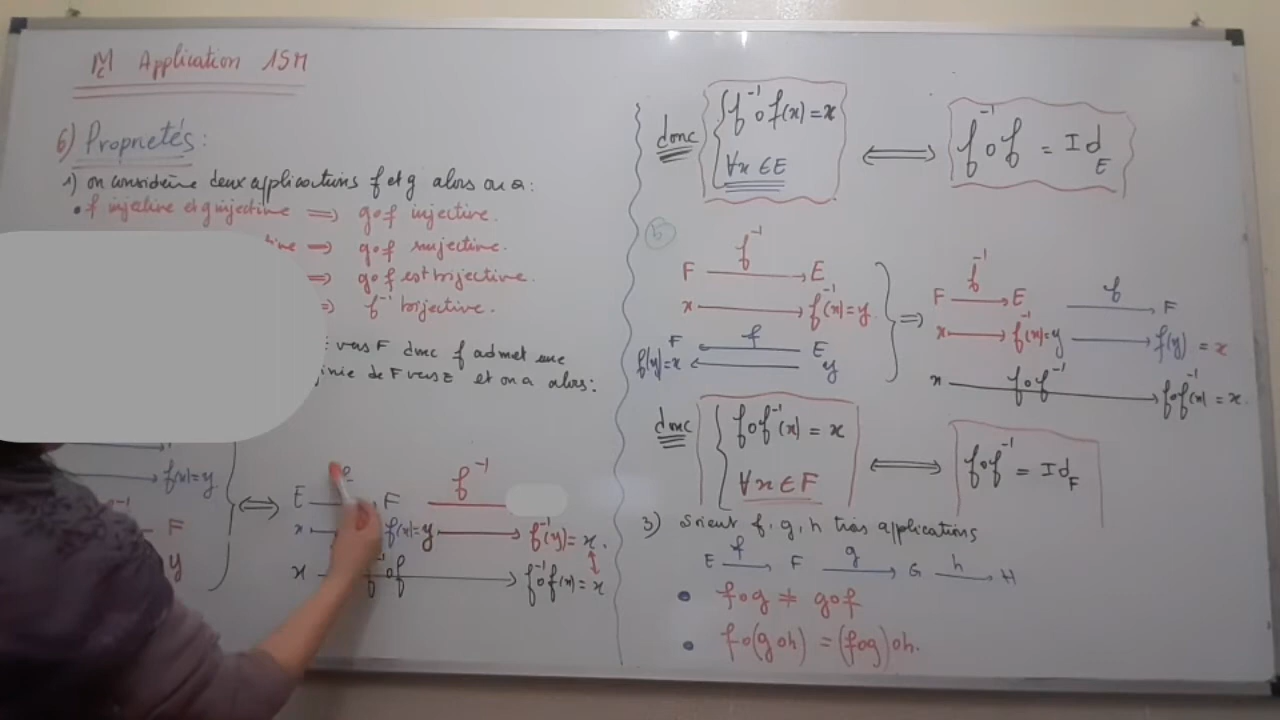 Application 1SM
6) Propriétés:
1) on considère deux applications f et g alors on a:
• f injective et g injective ⟹ g∘f injective.
⟹ g∘f surjective.
⟹ g∘f est bijective.
⟹ f⁻¹ bijective.
vers F donc f admet une
de F vers E et on a alors:
f(x)=y
F
y
⟺
E ⟶ F f⁻¹
x ⟶ f(x)=y ⟶ f⁻¹(y)=x.
x f⁻¹∘f ⟶ f⁻¹∘f(x)=x
donc { f⁻¹∘f(x)=x
∀x∈E
⟺ f⁻¹∘f = Id_E
b
F f⁻¹ ⟶ E
x ⟶ f⁻¹(x)=y
F f ⟵ E
f(y)=x ⟵ y
} ⟹
F f⁻¹ ⟶ E f ⟶ F
x ⟶ f⁻¹(x)=y ⟶ f(y) = x
x f∘f⁻¹ ⟶ f∘f⁻¹(x)=x.
donc { f∘f⁻¹(x) = x
∀x∈F
⟺ f∘f⁻¹ = Id_F
3) Soient f, g, h trois applications
E f ⟶ F g ⟶ G h ⟶ H
• f∘g ≠ g∘f
• f∘(g∘h) = (f∘g)∘h.